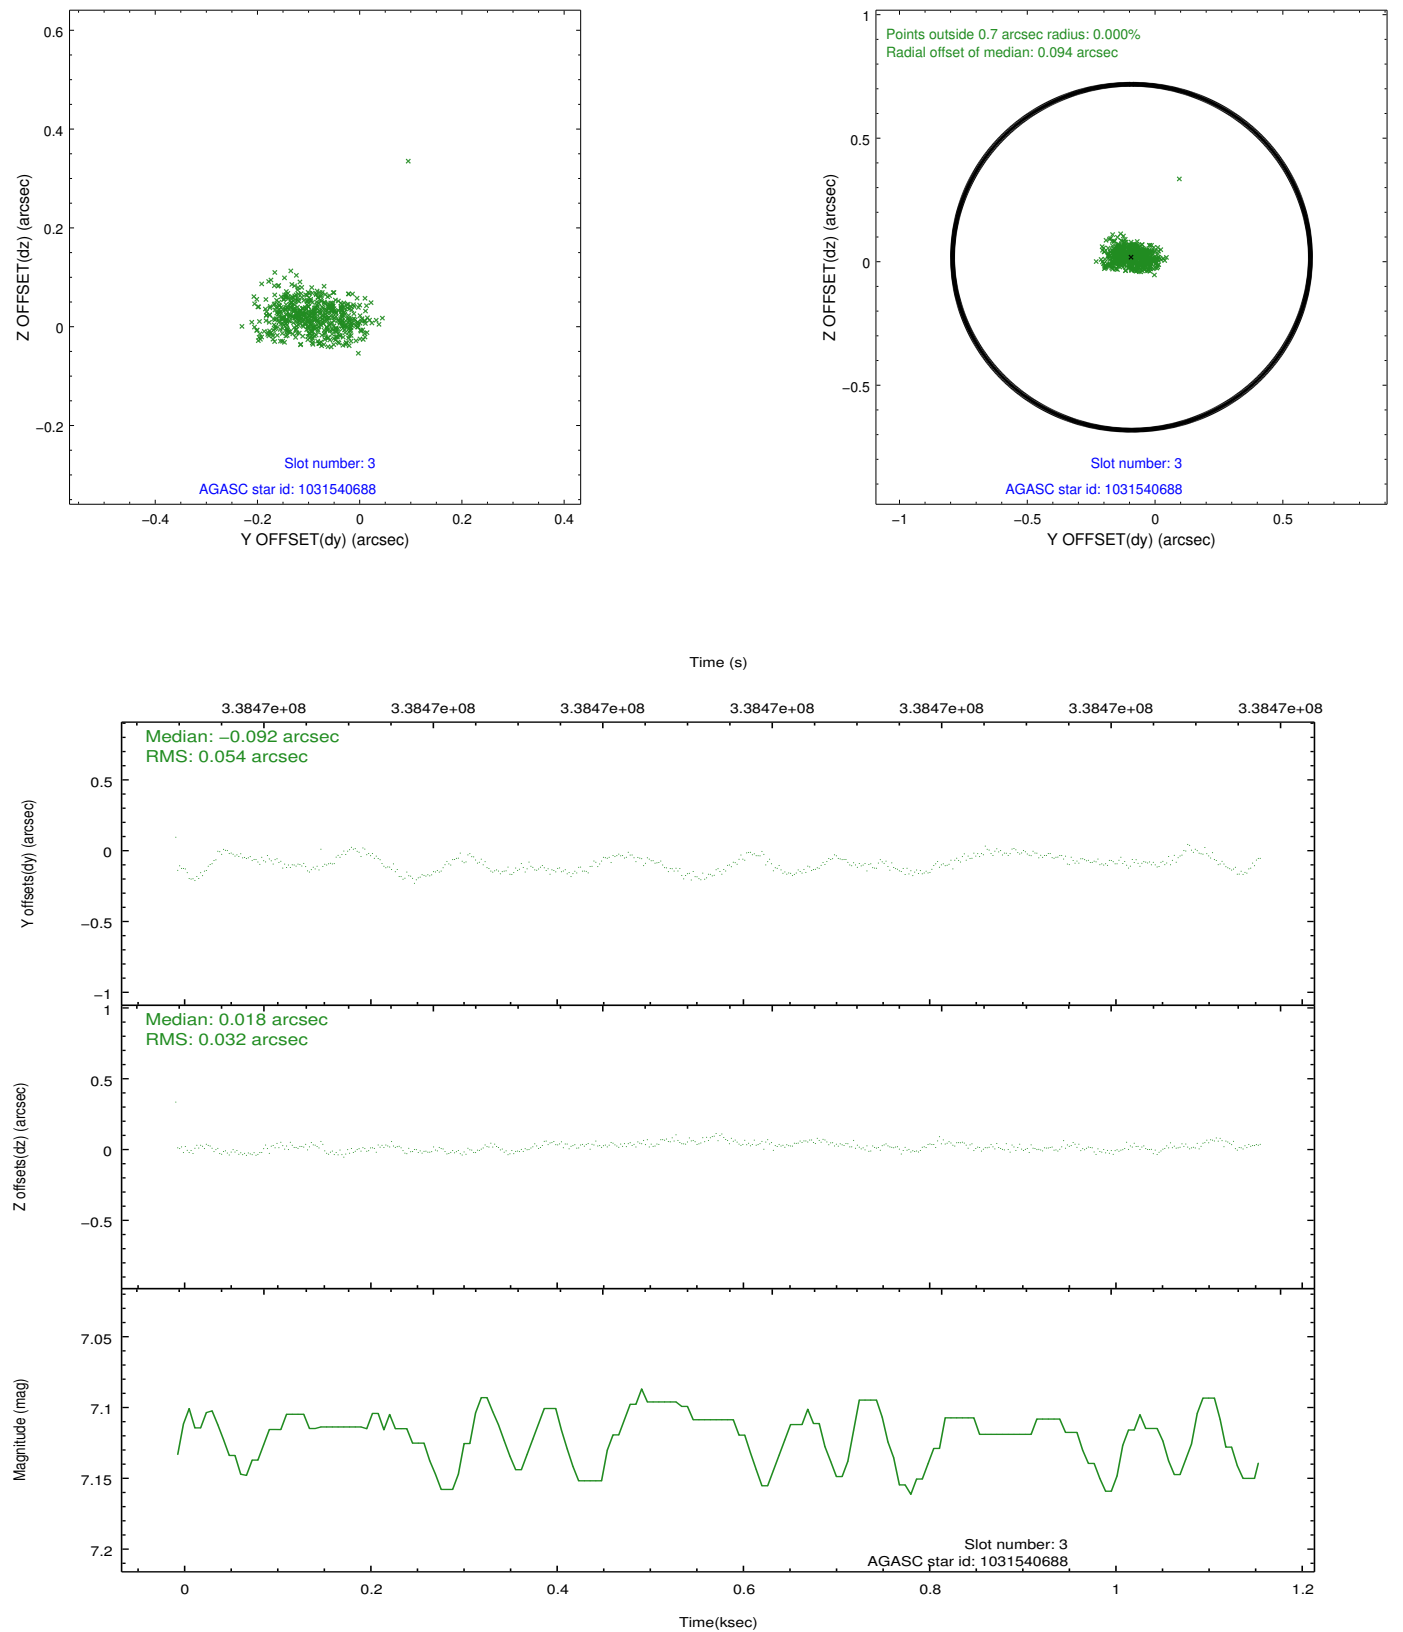 0.6
0.4
0.2
0
−0.2
−0.4
−0.2
0
0.2
0.4
Z OFFSET(dz) (arcsec)
Y OFFSET(dy) (arcsec)
Slot number: 3
AGASC star id: 1031540688
Points outside 0.7 arcsec radius: 0.000%
Radial offset of median: 0.094 arcsec
1
0.5
0
−0.5
−1
−0.5
0
0.5
Z OFFSET(dz) (arcsec)
Y OFFSET(dy) (arcsec)
Slot number: 3
AGASC star id: 1031540688
Time (s)
3.3847e+08
3.3847e+08
3.3847e+08
3.3847e+08
3.3847e+08
3.3847e+08
3.3847e+08
Median: −0.092 arcsec
RMS: 0.054 arcsec
0.5
0
−0.5
−1
Y offsets(dy) (arcsec)
Median: 0.018 arcsec
RMS: 0.032 arcsec
1
0.5
0
−0.5
Z offsets(dz) (arcsec)
7.05
7.1
7.15
7.2
Magnitude (mag)
Slot number: 3
AGASC star id: 1031540688
0
0.2
0.4
0.6
0.8
1
1.2
Time(ksec)